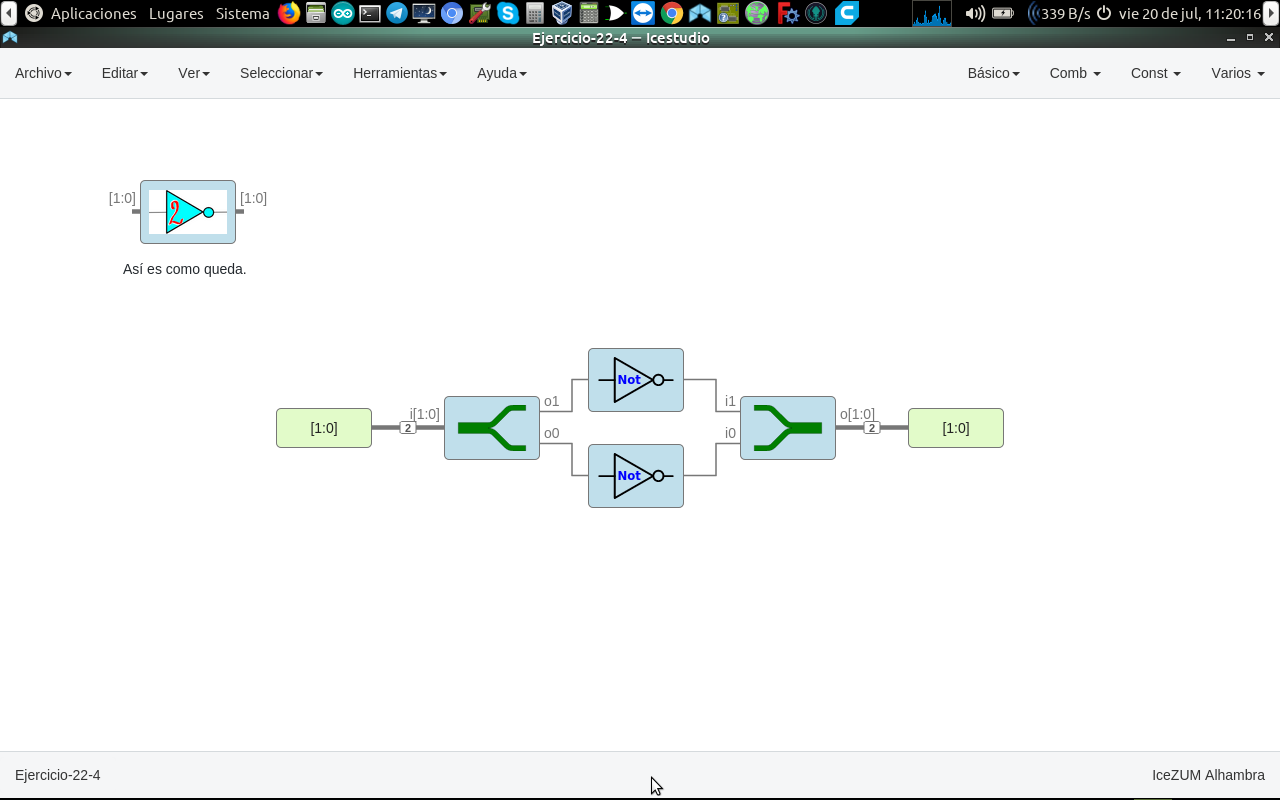 Aplicaciones Lugares Sistema 339 B/s vie 20 de jul, 11:20:16
Ejercicio-22-4 – Icestudio
Archivo Editar Ver Seleccionar Herramientas Ayuda Básico Comb Const Varios
[1:0] 2 [1:0]
Así es como queda.
Not
o1 i1
[1:0] 2 i[1:0] o[1:0] 2 [1:0]
o0 i0
Not
Ejercicio-22-4 IceZUM Alhambra